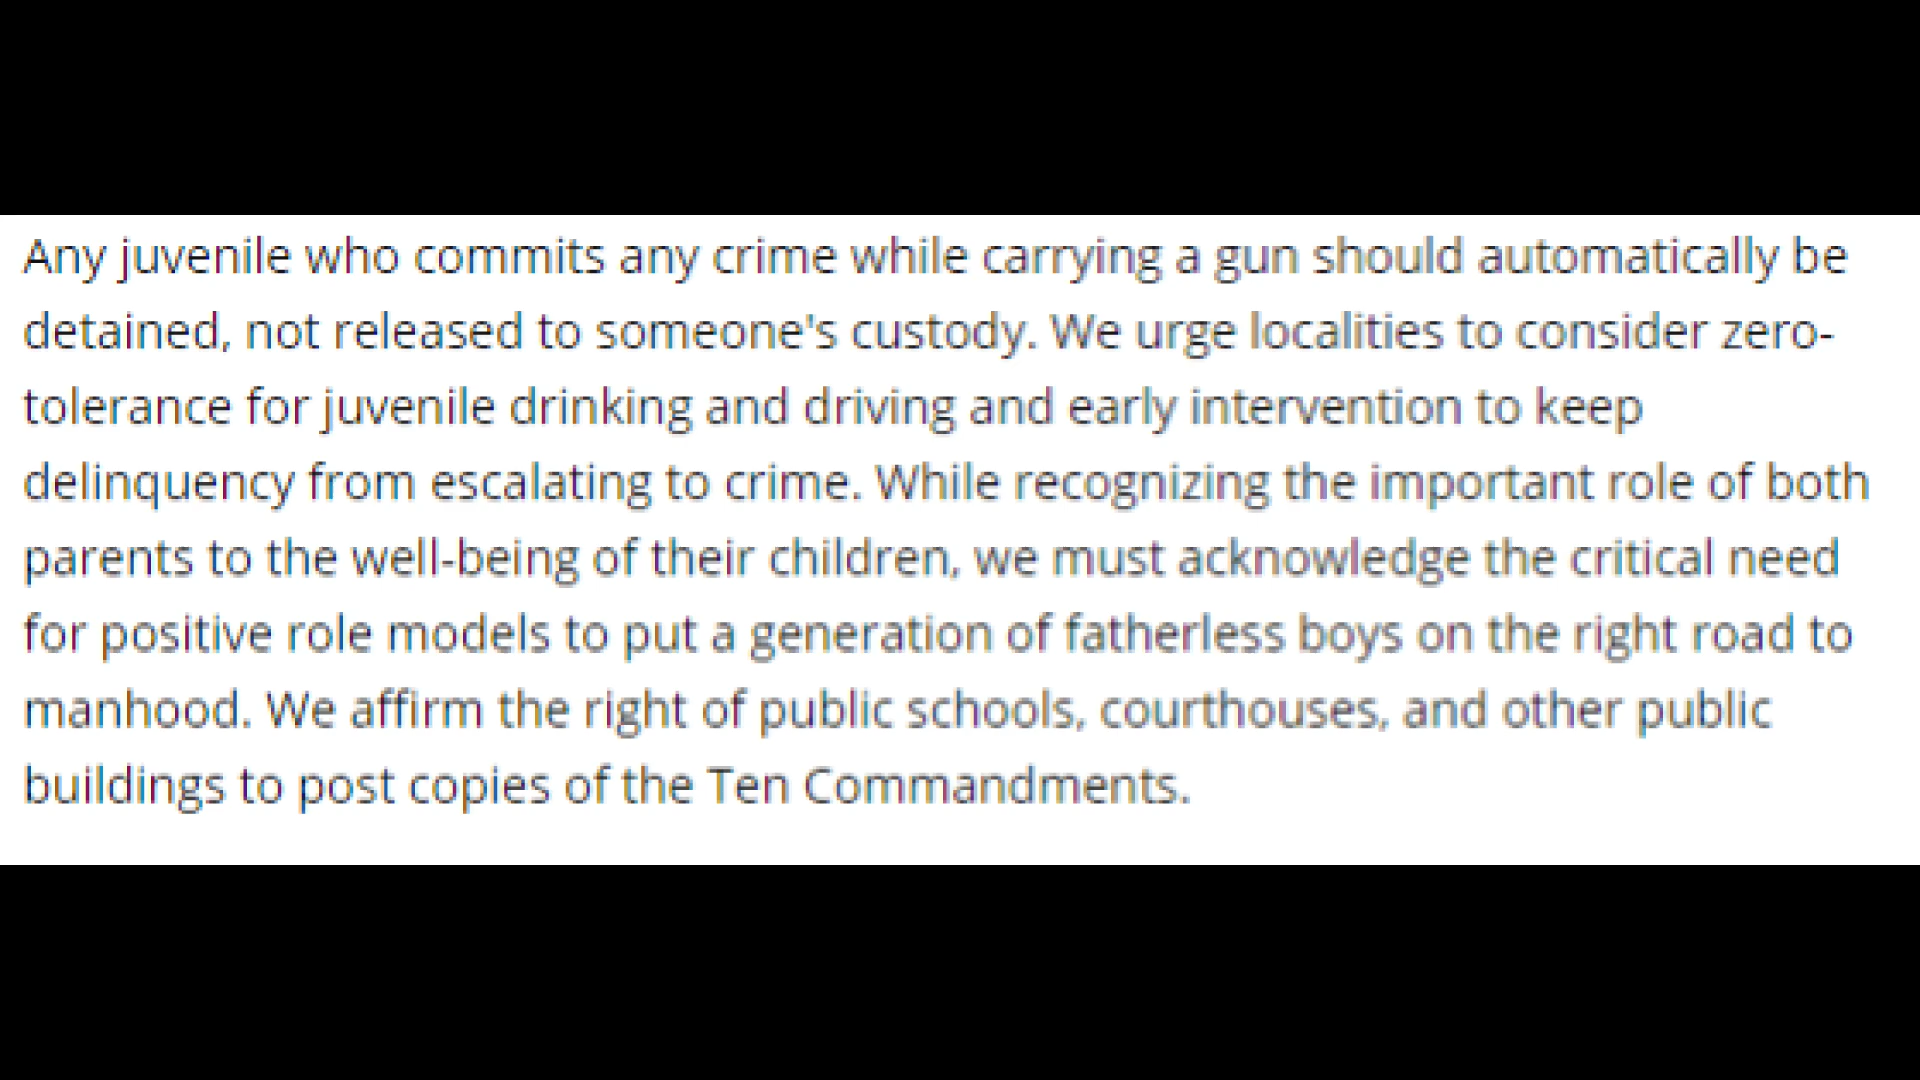 Any juvenile who commits any crime while carrying a gun should automatically be
detained, not released to someone's custody. We urge localities to consider zero-
tolerance for juvenile drinking and driving and early intervention to keep
delinquency from escalating to crime. While recognizing the important role of both
parents to the well-being of their children, we must acknowledge the critical need
for positive role models to put a generation of fatherless boys on the right road to
manhood. We affirm the right of public schools, courthouses, and other public
buildings to post copies of the Ten Commandments.